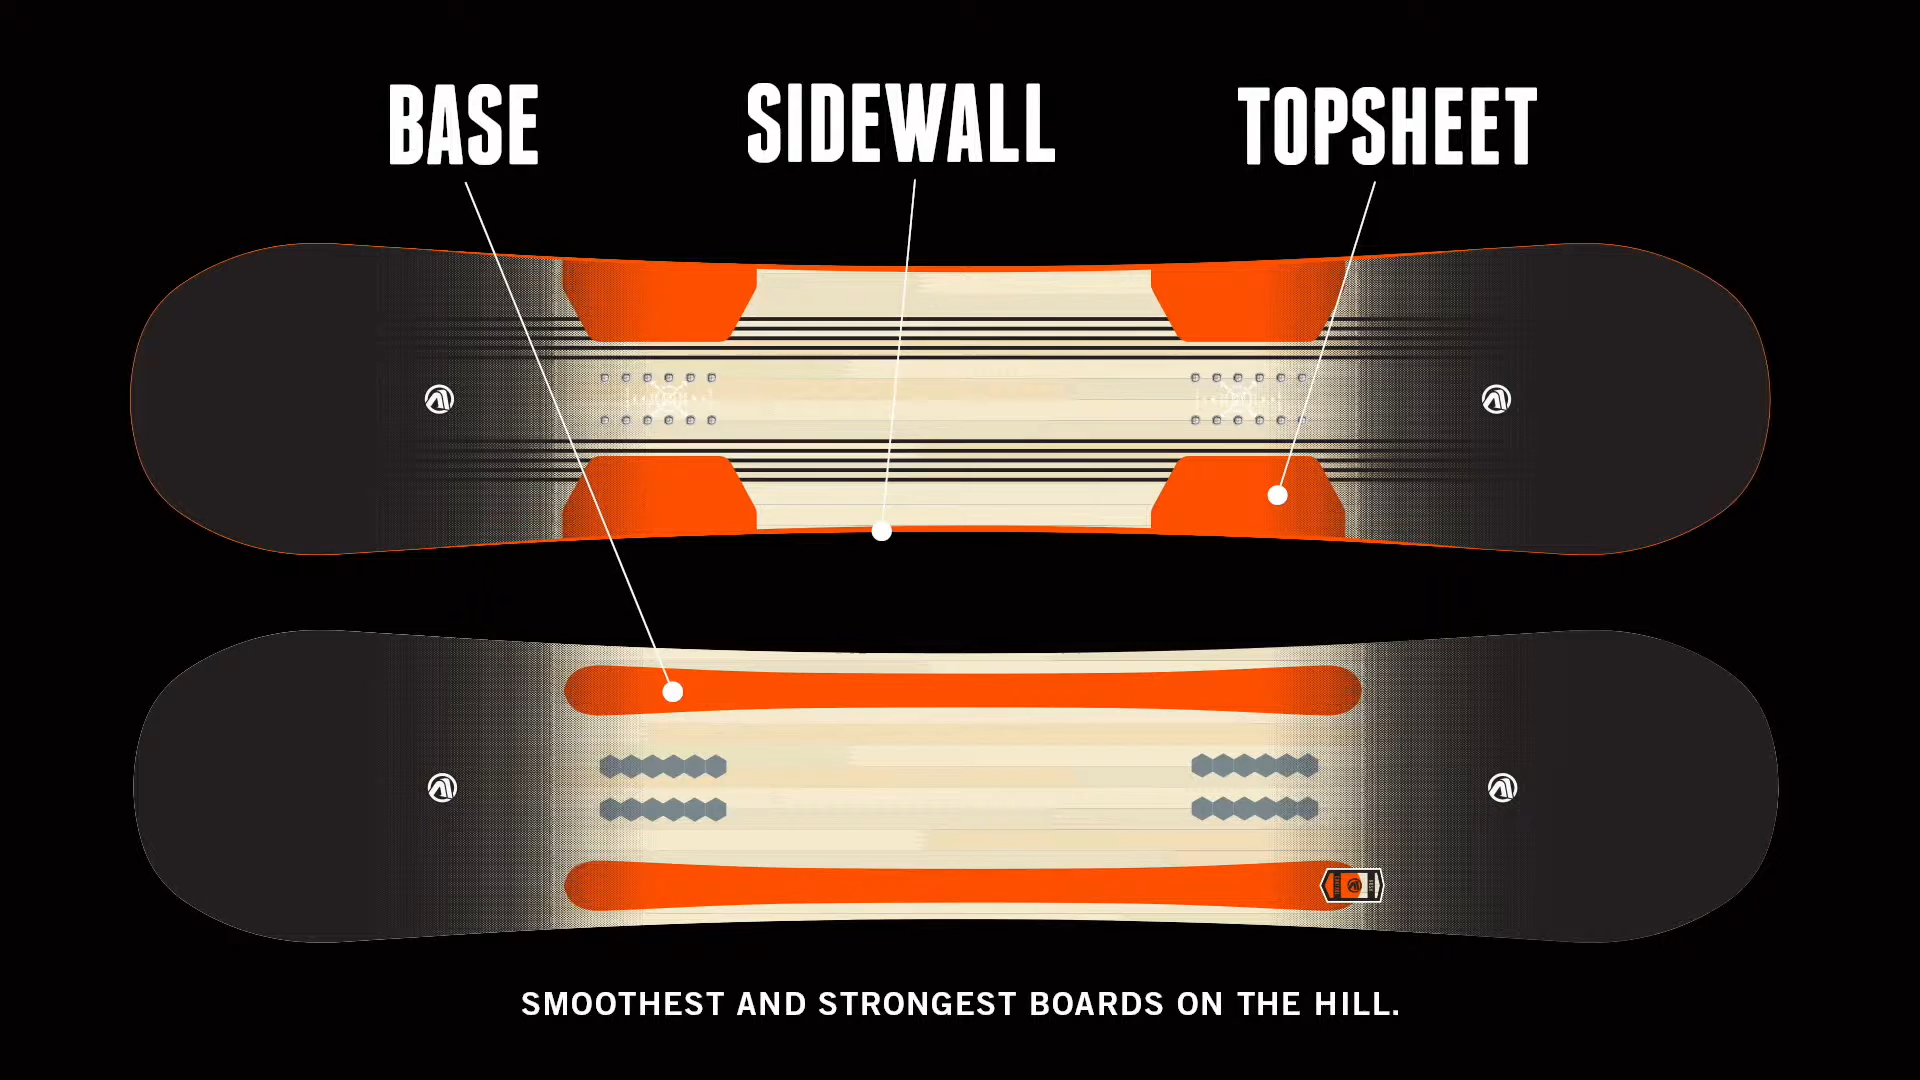 BASE
SIDEWALL
TOPSHEET
SMOOTHEST AND STRONGEST BOARDS ON THE HILL.